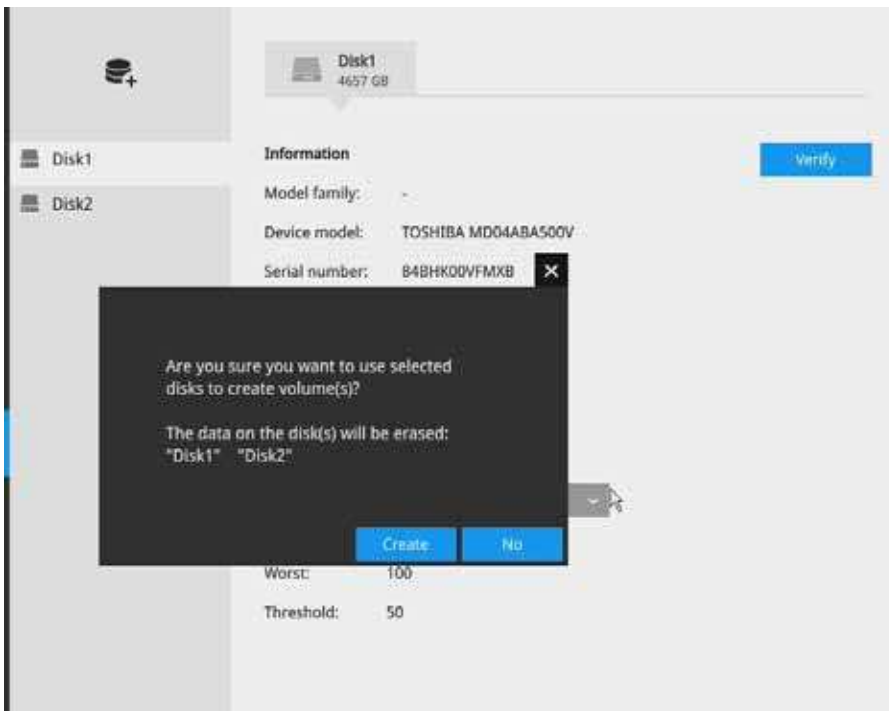 Disk1
4657 GB
Disk1
Disk2
Information
Verify
Model family: -
Device model: TOSHIBA MD04ABA500V
Serial number: 84BHK00VFMXB
Are you sure you want to use selected
disks to create volume(s)?
The data on the disk(s) will be erased:
"Disk1" "Disk2"
Create No
Worst: 100
Threshold: 50